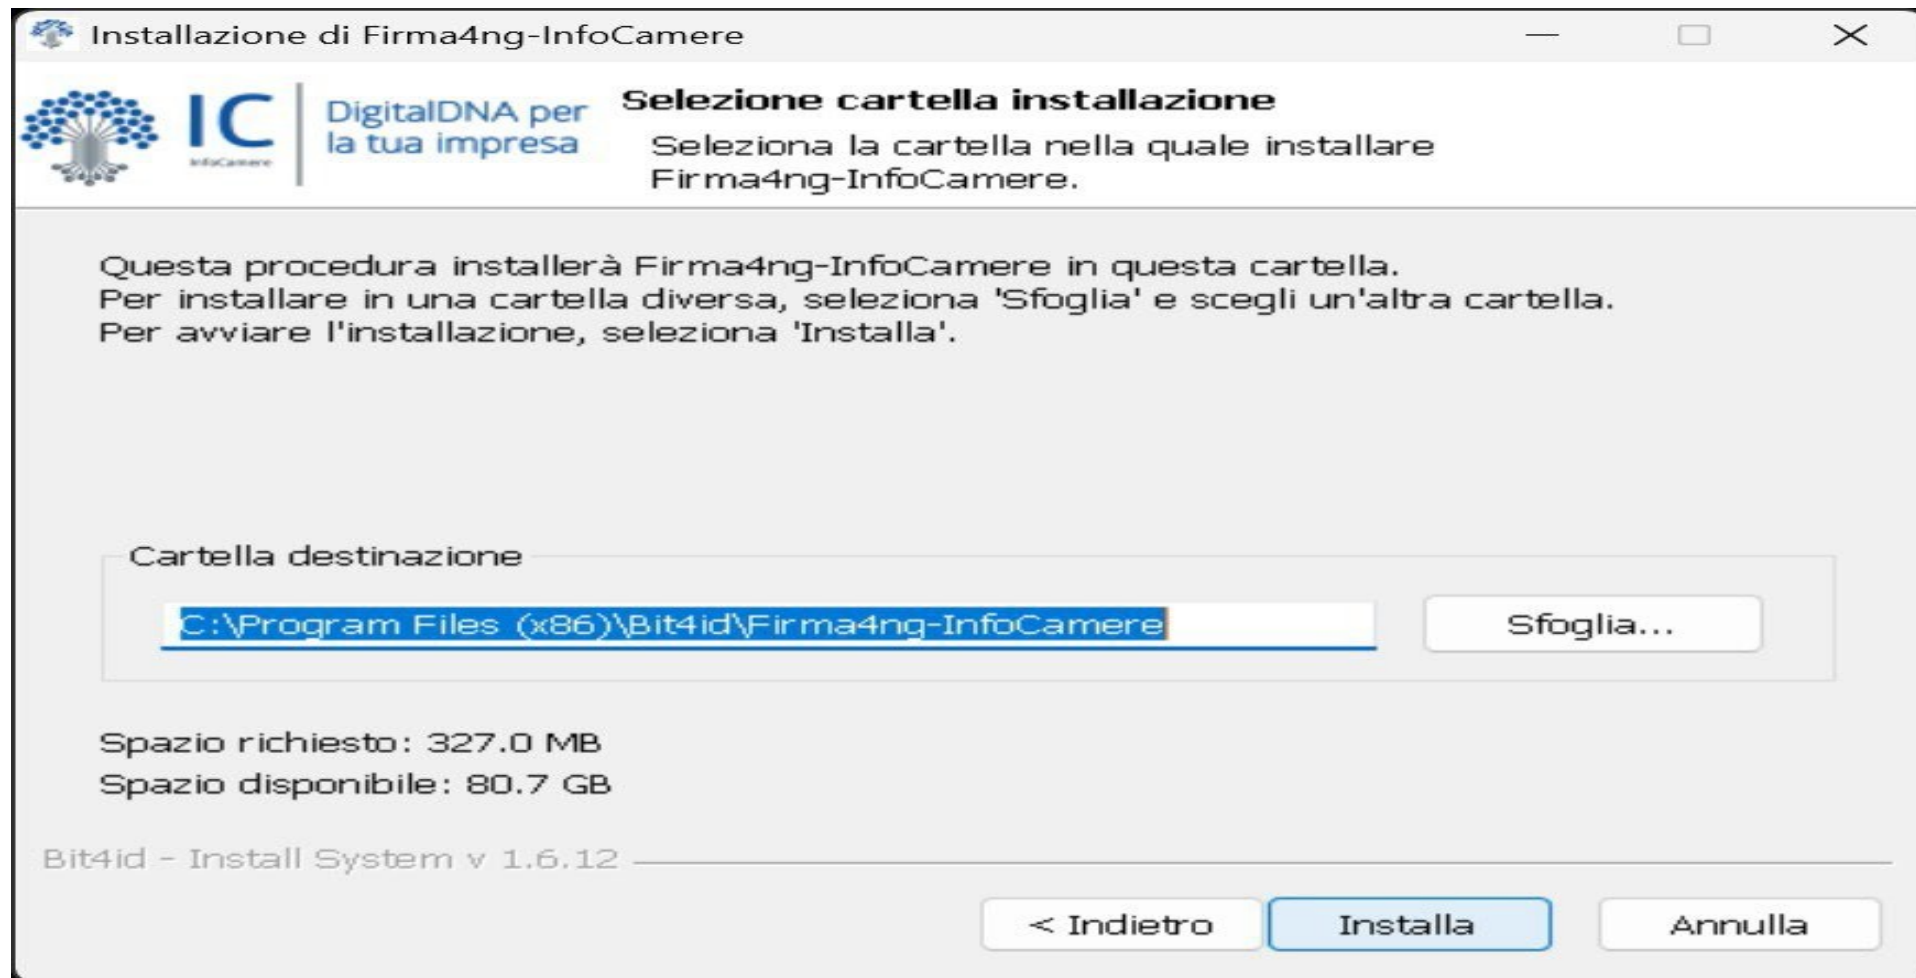 Installazione di Firma4ng-InfoCamere
IC
InfoCamere
DigitalDNA per
la tua impresa
Selezione cartella installazione
Seleziona la cartella nella quale installare
Firma4ng-InfoCamere.
Questa procedura installerà Firma4ng-InfoCamere in questa cartella.
Per installare in una cartella diversa, seleziona 'Sfoglia' e scegli un'altra cartella.
Per avviare l'installazione, seleziona 'Installa'.
Cartella destinazione
C:\Program Files (x86)\Bit4id\Firma4ng-InfoCamere
Sfoglia...
Spazio richiesto: 327.0 MB
Spazio disponibile: 80.7 GB
Bit4id - Install System v 1.6.12
< Indietro
Installa
Annulla